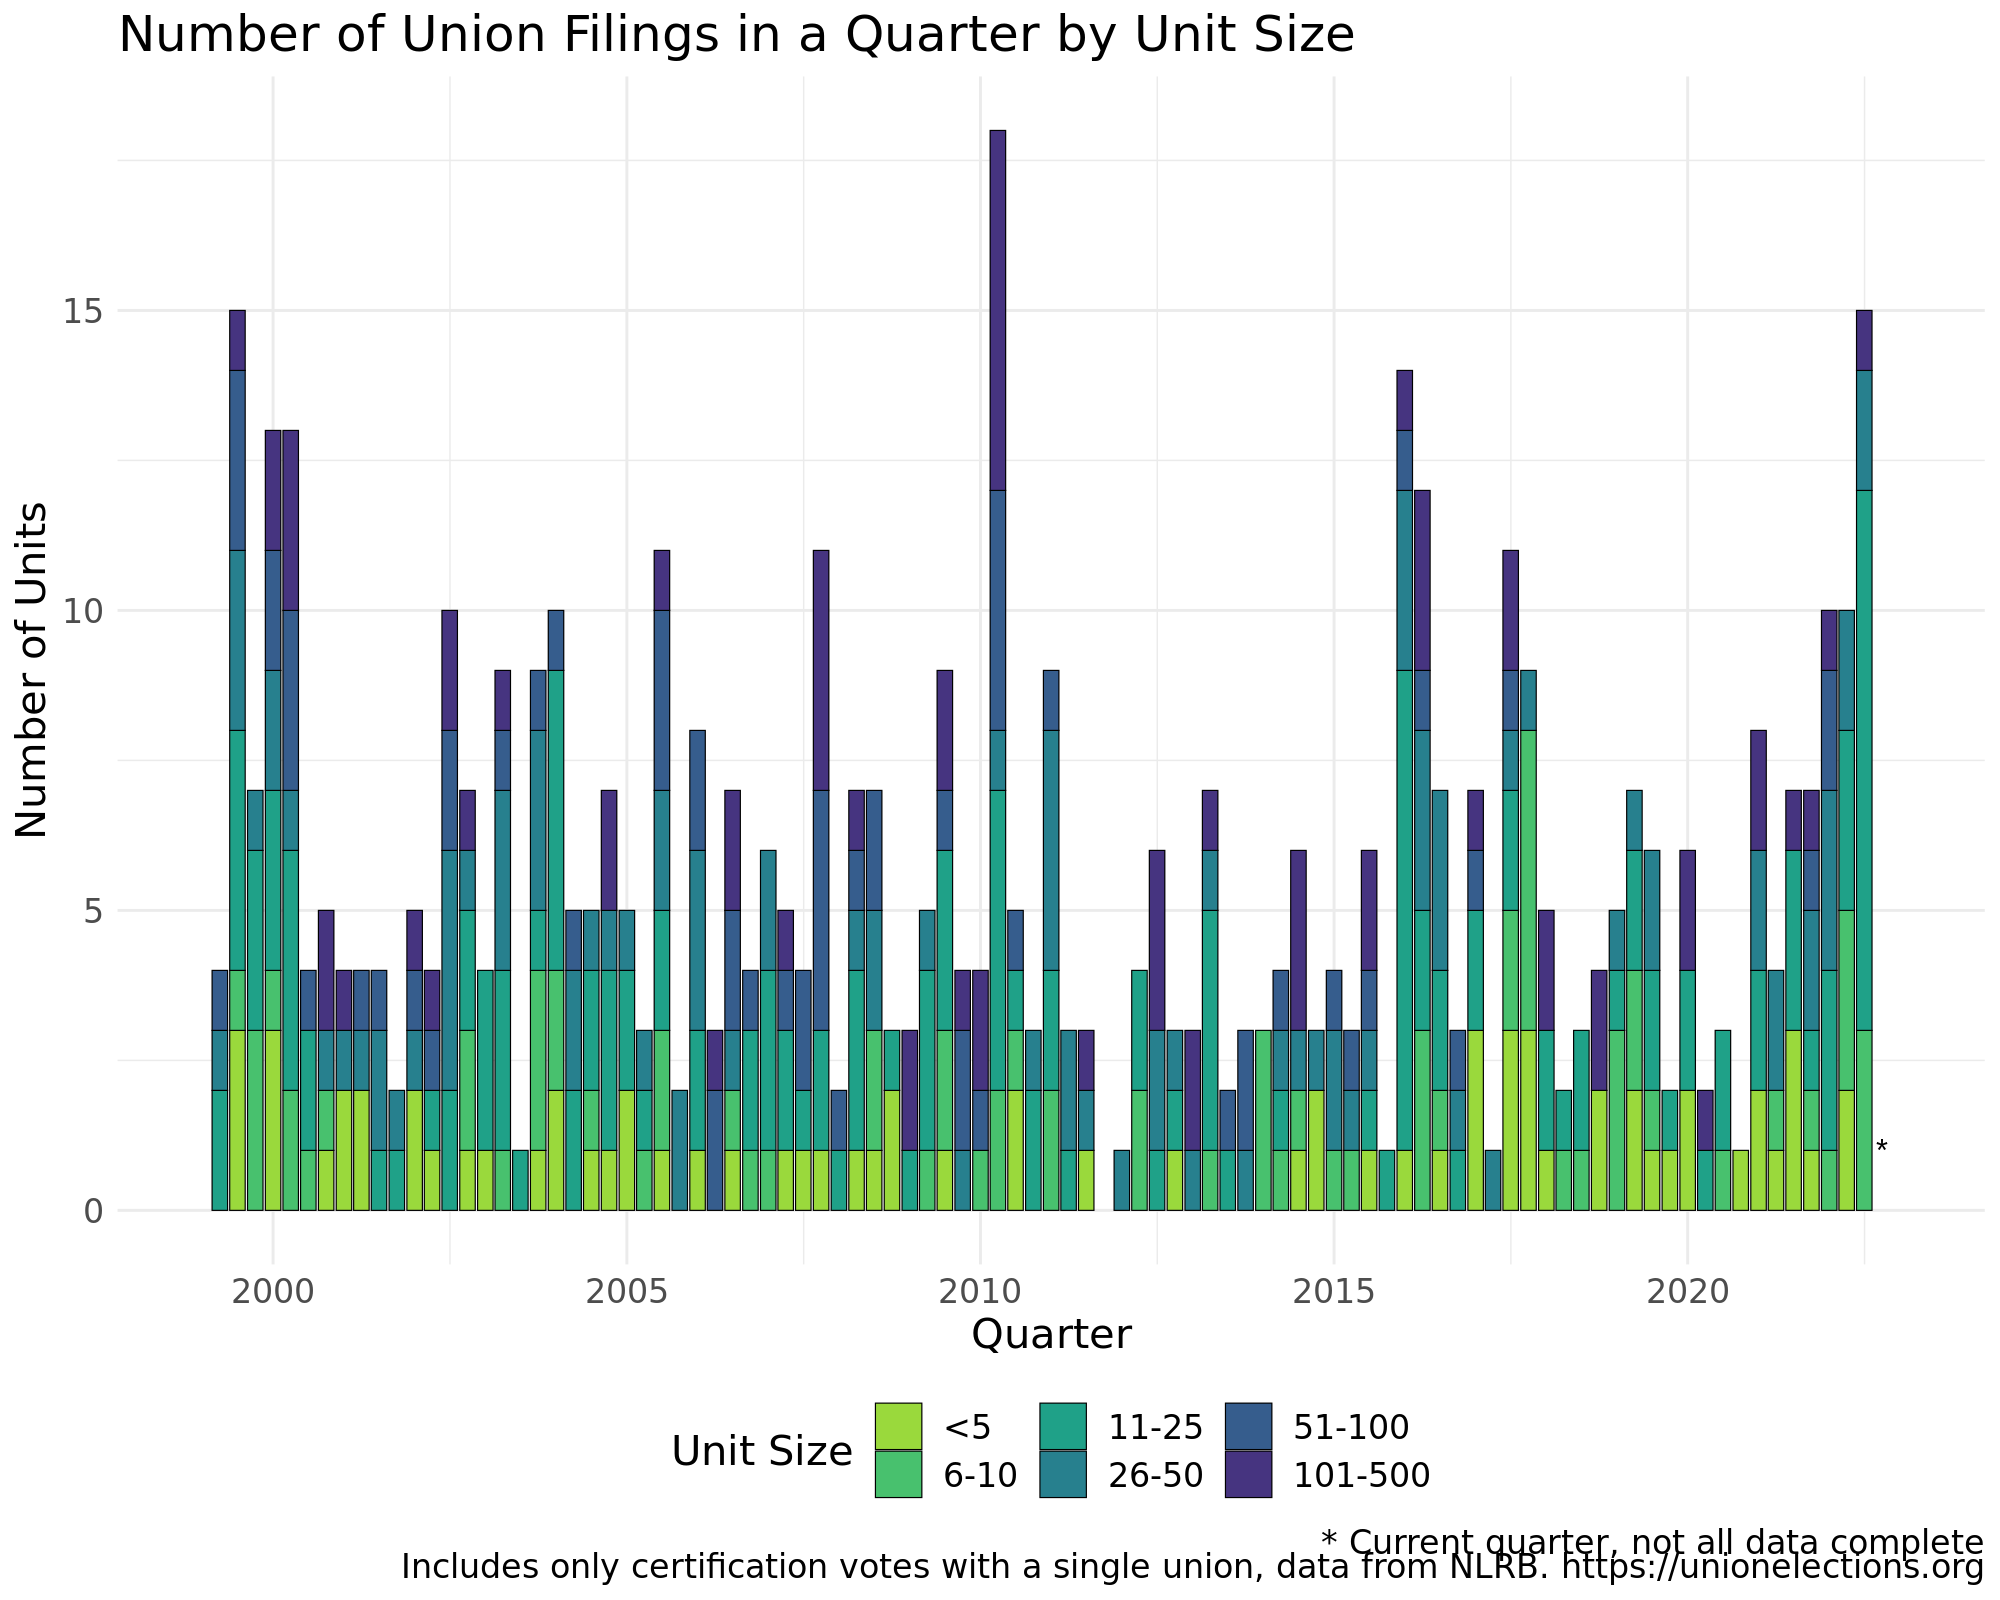 Number of Union Filings in a Quarter by Unit Size
Number of Units
15
10
5
0
*
2000 2005 2010 2015 2020
Quarter
Unit Size
<5 11-25 51-100
6-10 26-50 101-500
* Current quarter, not all data complete
Includes only certification votes with a single union, data from NLRB. https://unionelections.org